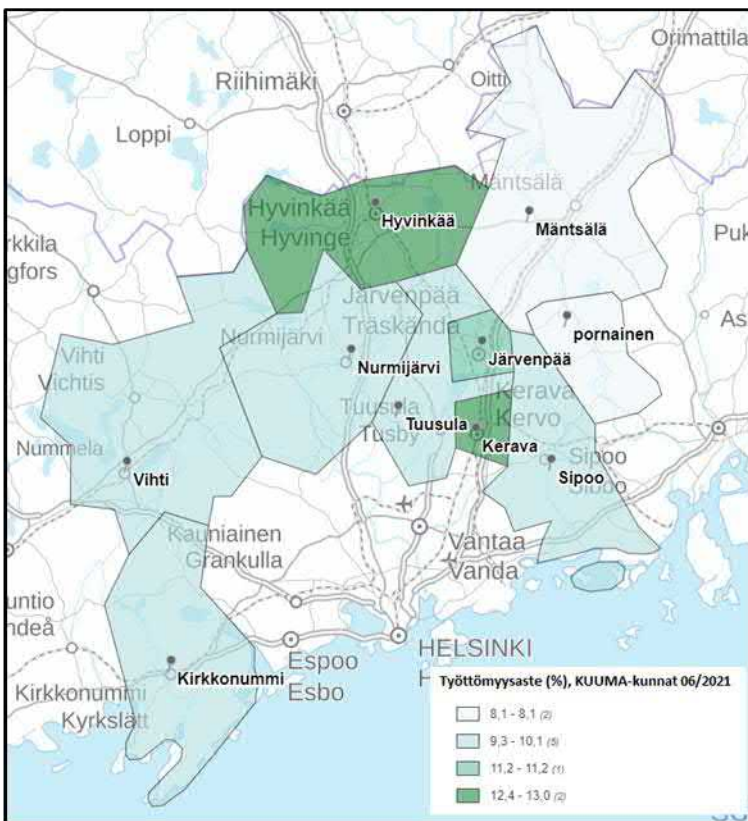 Orimattila
Riihimäki
Oitti
Loppi
Mäntsälä
Hyvinkää
Hyvinge
Hyvinkää
Mäntsälä
rkkila
gfors
Puk
Järvenpää
Träskända
Nurmijärvi
pornainen
As
Vihti
Vichtis
Nurmijärvi
Järvenpää
Kerava
Kervo
Tuusula
Tusby
Tuusula
Kerava
Nummela
Vihti
Sipoo
Sibbo
Sipoo
Kauniainen
Grankulla
Vantaa
Vanda
untio
ndeå
HELSINKI
H
Espoo
Esbo
Kirkkonummi
Kirkkonummi
Kyrkslätt
Työttömyysaste (%), KUUMA-kunnat 06/2021
8,1 - 8,1 (2)
9,3 - 10,1 (5)
11,2 - 11,2 (1)
12,4 - 13,0 (2)